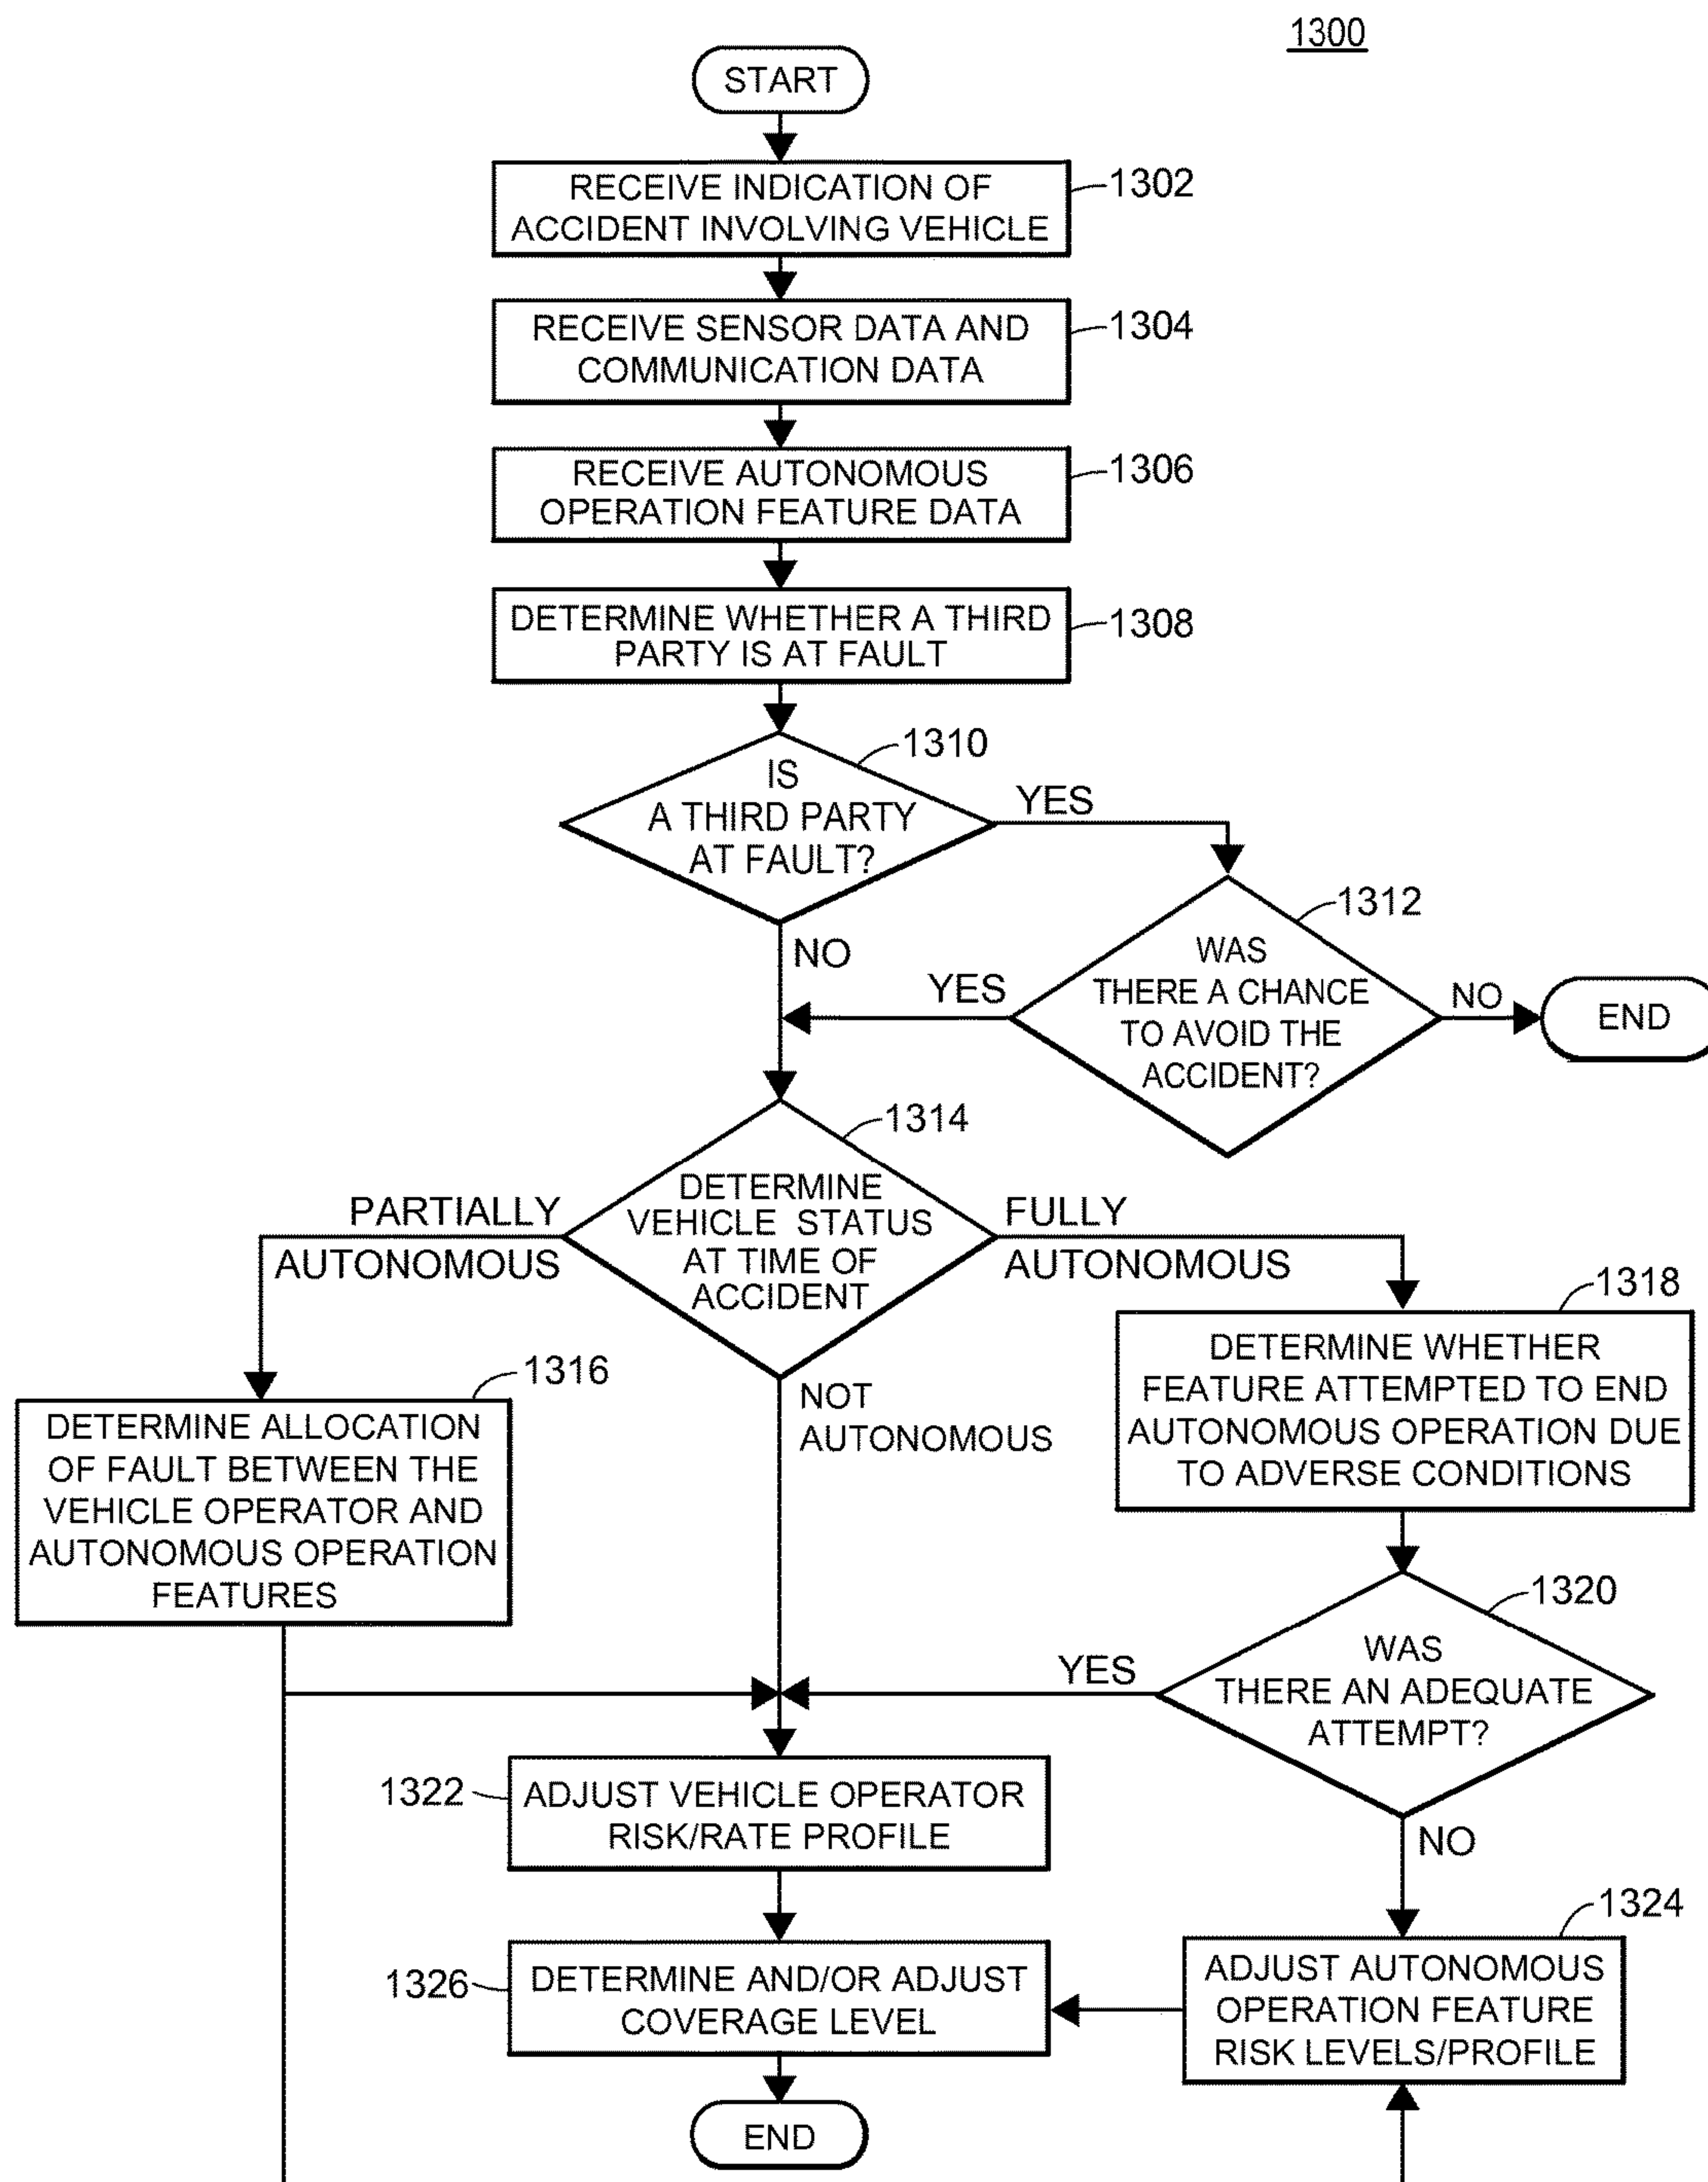 1300
START
RECEIVE INDICATION OF
ACCIDENT INVOLVING VEHICLE
1302
RECEIVE SENSOR DATA AND
COMMUNICATION DATA
1304
RECEIVE AUTONOMOUS
OPERATION FEATURE DATA
1306
DETERMINE WHETHER A THIRD
PARTY IS AT FAULT
1308
1310
IS
A THIRD PARTY
AT FAULT?
YES
NO
1312
WAS
THERE A CHANCE
TO AVOID THE
ACCIDENT?
YES
NO
END
1314
DETERMINE
VEHICLE STATUS
AT TIME OF
ACCIDENT
PARTIALLY
AUTONOMOUS
FULLY
AUTONOMOUS
NOT
AUTONOMOUS
1316
DETERMINE ALLOCATION
OF FAULT BETWEEN THE
VEHICLE OPERATOR AND
AUTONOMOUS OPERATION
FEATURES
1318
DETERMINE WHETHER
FEATURE ATTEMPTED TO END
AUTONOMOUS OPERATION DUE
TO ADVERSE CONDITIONS
1320
WAS
THERE AN ADEQUATE
ATTEMPT?
YES
NO
1322
ADJUST VEHICLE OPERATOR
RISK/RATE PROFILE
1324
ADJUST AUTONOMOUS
OPERATION FEATURE
RISK LEVELS/PROFILE
1326
DETERMINE AND/OR ADJUST
COVERAGE LEVEL
END